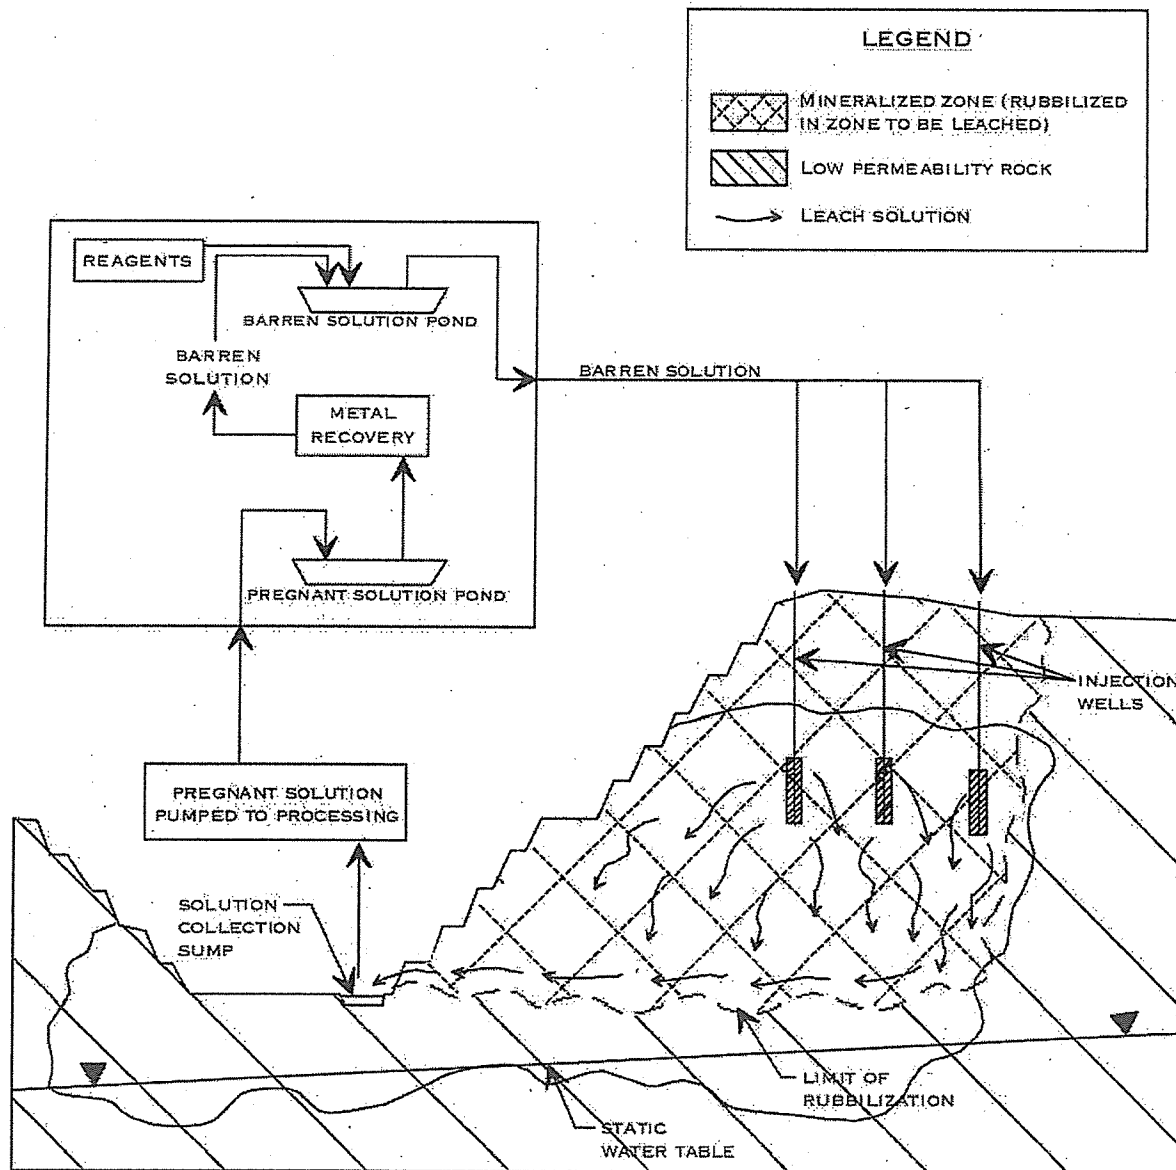 LEGEND
MINERALIZED ZONE (RUBBILIZED
IN ZONE TO BE LEACHED)
LOW PERMEABILITY ROCK
LEACH SOLUTION
REAGENTS
BARREN SOLUTION POND
BARREN
SOLUTION
METAL
RECOVERY
PREGNANT SOLUTION POND
BARREN SOLUTION
INJECTION
WELLS
PREGNANT SOLUTION
PUMPED TO PROCESSING
SOLUTION
COLLECTION
SUMP
LIMIT OF
RUBBILIZATION
STATIC
WATER TABLE